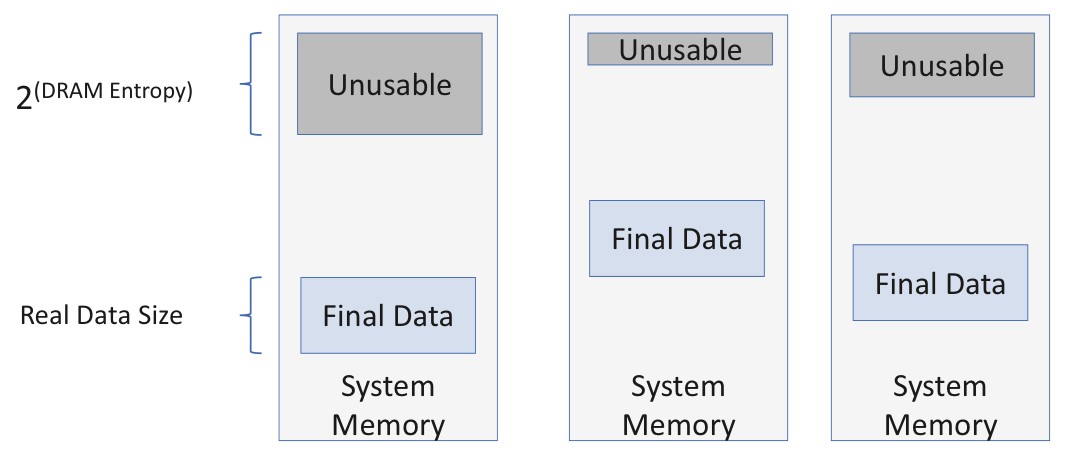 2(DRAM Entropy)
Real Data Size
Unusable
Final Data
System
Memory
Unusable
Final Data
System
Memory
Unusable
Final Data
System
Memory